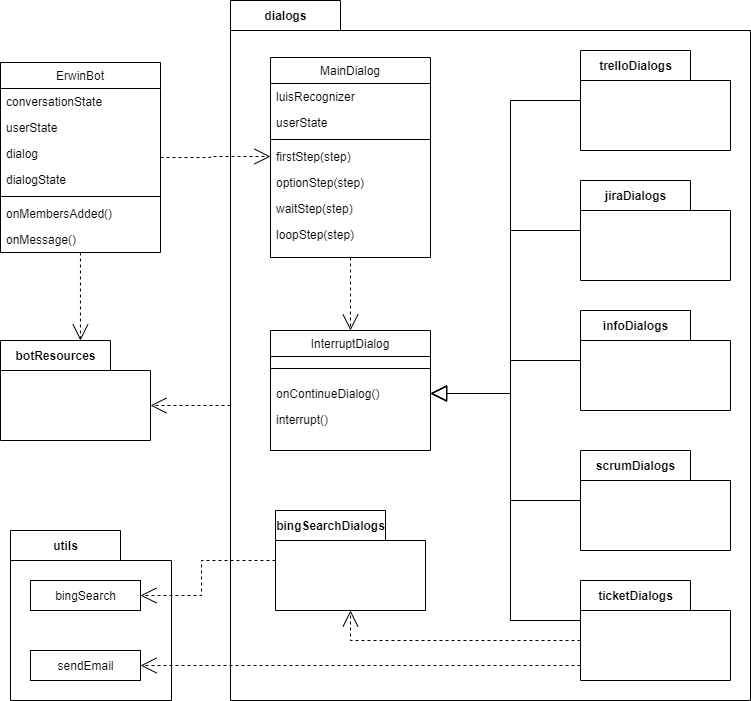 dialogs
ErwinBot
conversationState
userState
dialog
dialogState
onMembersAdded()
onMessage()
MainDialog
luisRecognizer
userState
firstStep(step)
optionStep(step)
waitStep(step)
loopStep(step)
trelloDialogs
jiraDialogs
infoDialogs
scrumDialogs
ticketDialogs
botResources
InterruptDialog
onContinueDialog()
interrupt()
bingSearchDialogs
utils
bingSearch
sendEmail